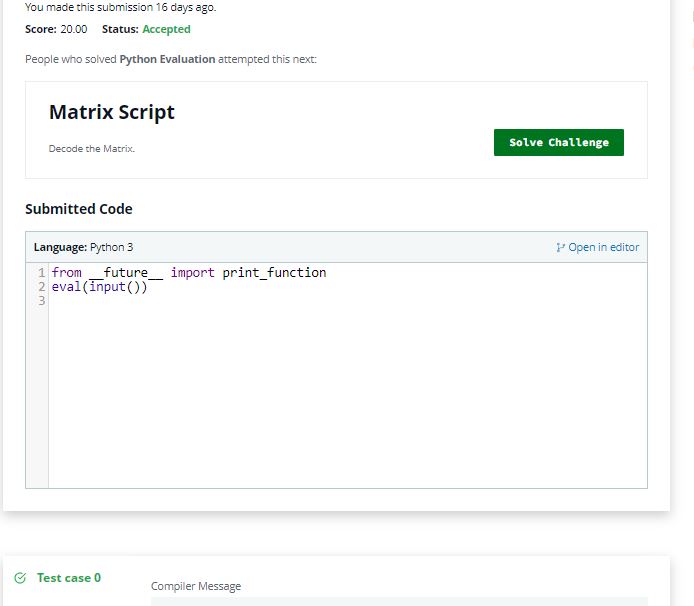 You made this submission 16 days ago.
Score: 20.00 Status: Accepted
People who solved Python Evaluation attempted this next:
Matrix Script
Decode the Matrix.
Solve Challenge
Submitted Code
Language: Python 3 Open in editor
1 from __future__ import print_function
2 eval(input())
3
Test case 0
Compiler Message